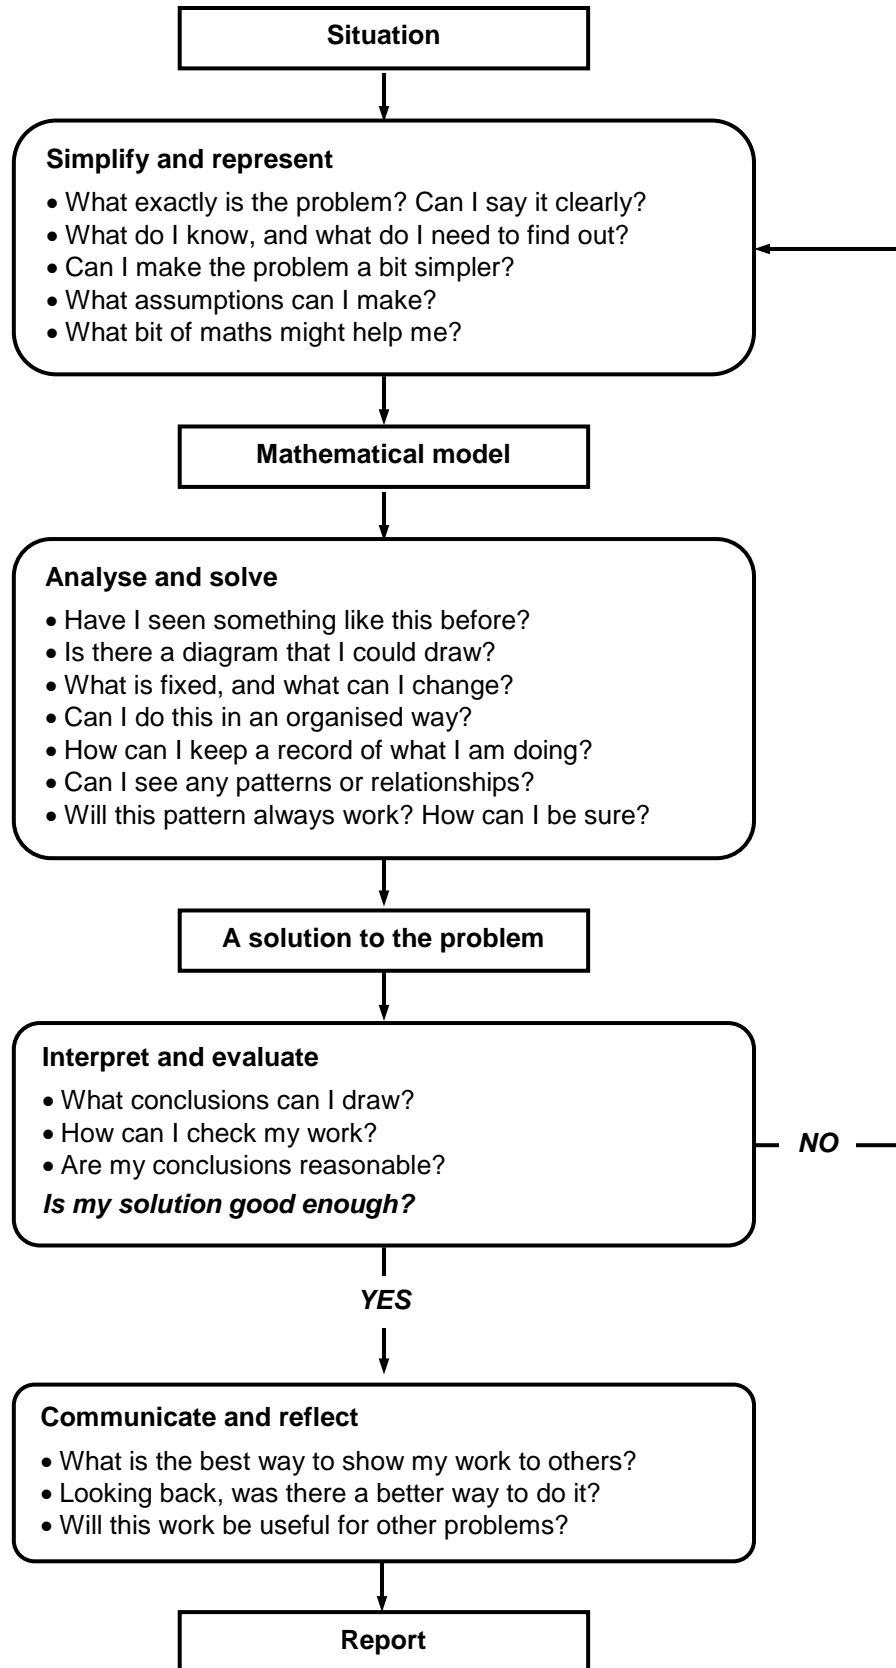 Situation
Simplify and represent
• What exactly is the problem? Can I say it clearly?
• What do I know, and what do I need to find out?
• Can I make the problem a bit simpler?
• What assumptions can I make?
• What bit of maths might help me?
Mathematical model
Analyse and solve
• Have I seen something like this before?
• Is there a diagram that I could draw?
• What is fixed, and what can I change?
• Can I do this in an organised way?
• How can I keep a record of what I am doing?
• Can I see any patterns or relationships?
• Will this pattern always work? How can I be sure?
A solution to the problem
Interpret and evaluate
• What conclusions can I draw?
• How can I check my work?
• Are my conclusions reasonable?
Is my solution good enough?
NO
YES
Communicate and reflect
• What is the best way to show my work to others?
• Looking back, was there a better way to do it?
• Will this work be useful for other problems?
Report